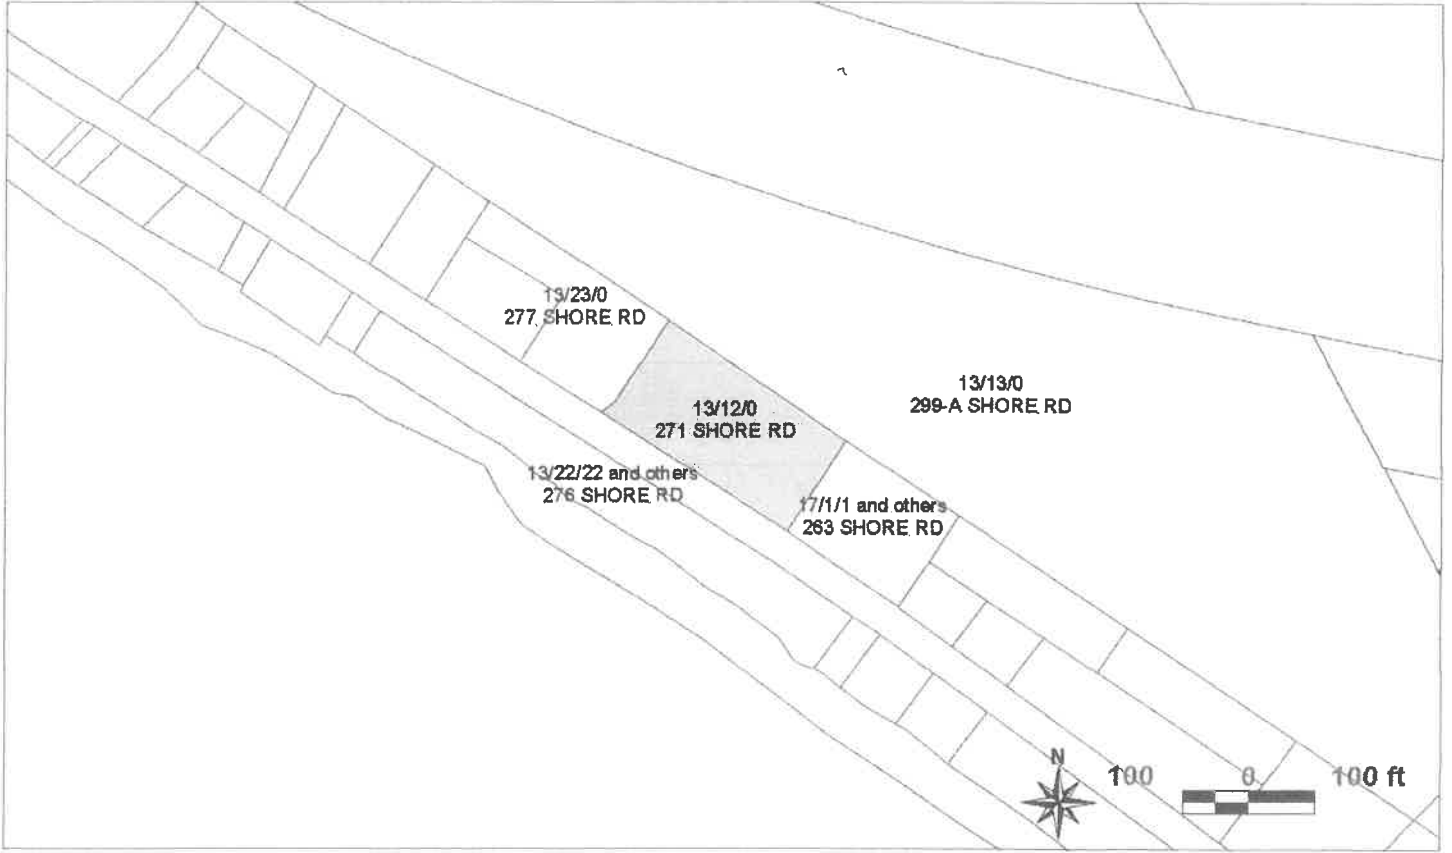 13/23/0
277 SHORE RD
13/13/0
299-A SHORE RD
13/12/0
271 SHORE RD
13/22/22 and others
276 SHORE RD
17/1/1 and others
263 SHORE RD
N
100 0 100 ft